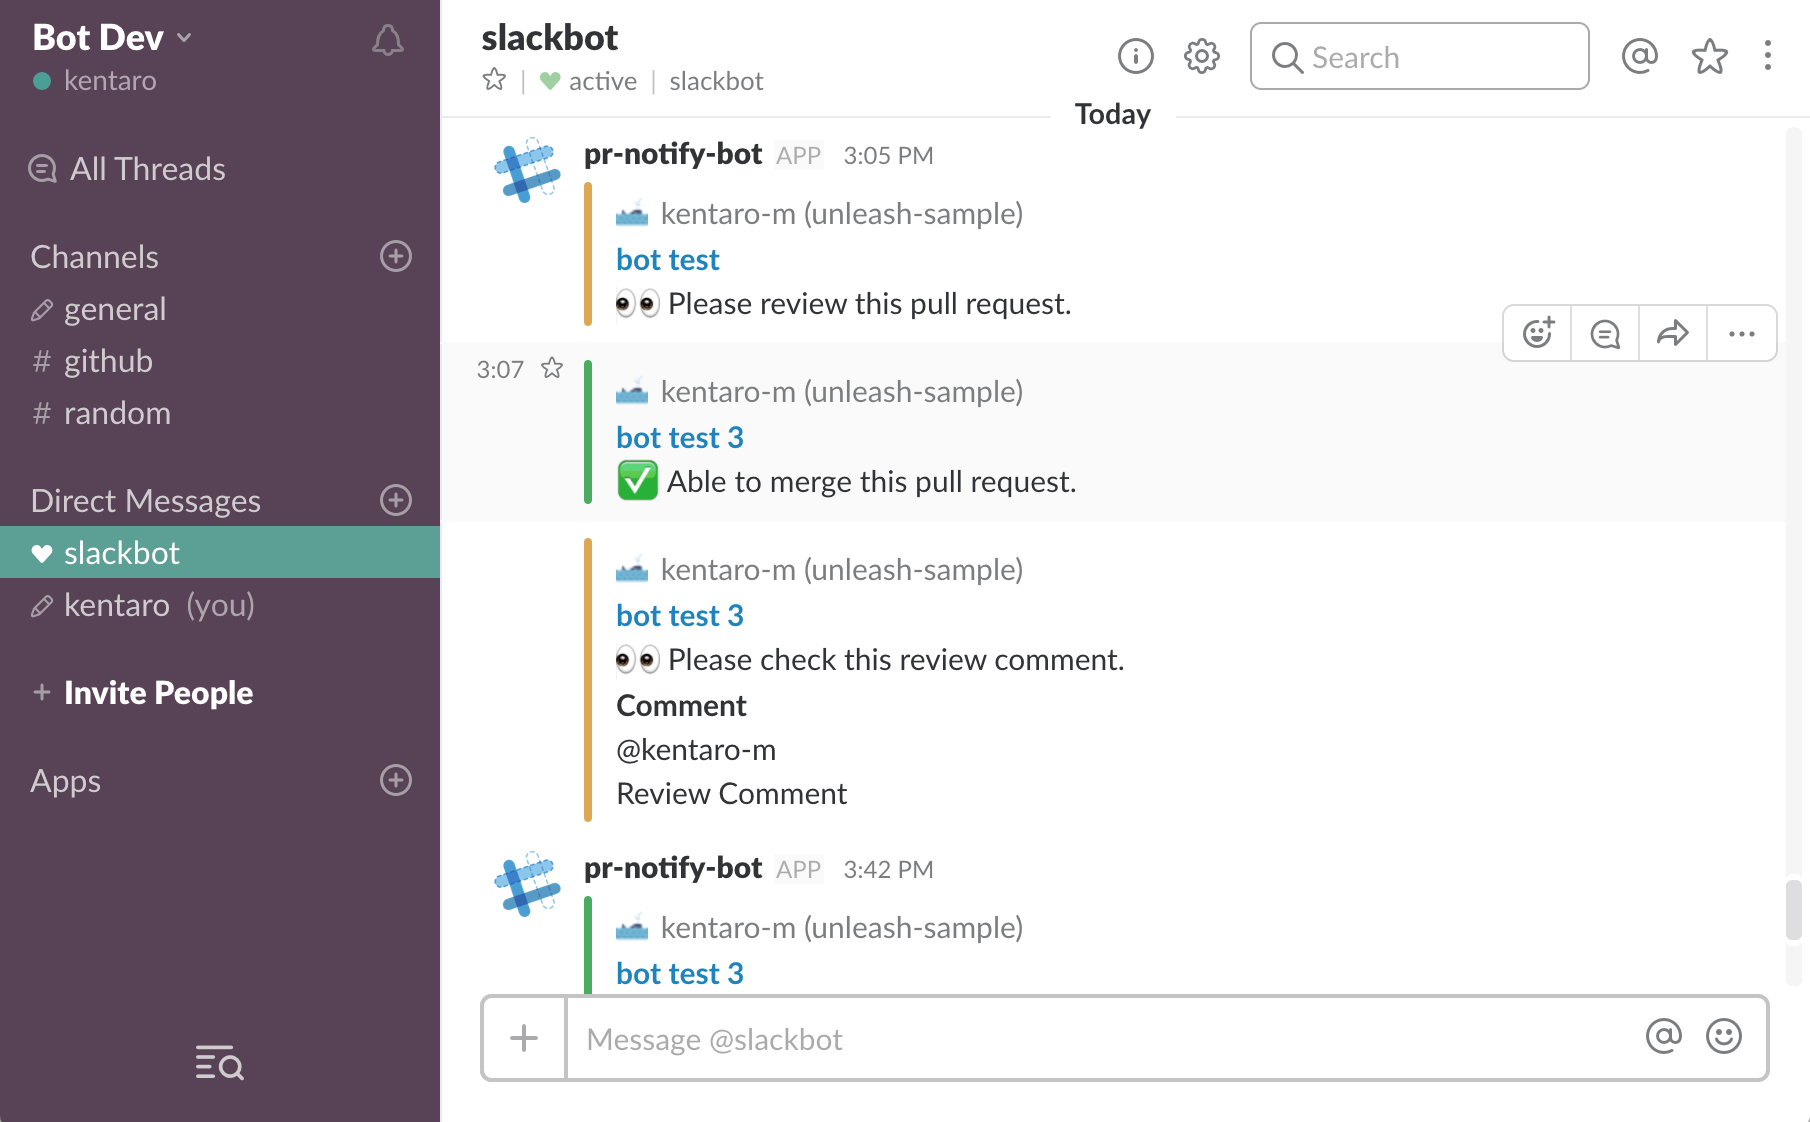 Bot Dev
kentaro
All Threads
Channels
general
# github
# random
Direct Messages
slackbot
kentaro (you)
+ Invite People
Apps
slackbot
active | slackbot
Search
Today
pr-notify-bot APP 3:05 PM
kentaro-m (unleash-sample)
bot test
👀 Please review this pull request.
3:07
kentaro-m (unleash-sample)
bot test 3
✅ Able to merge this pull request.
kentaro-m (unleash-sample)
bot test 3
👀 Please check this review comment.
Comment
@kentaro-m
Review Comment
pr-notify-bot APP 3:42 PM
kentaro-m (unleash-sample)
bot test 3
Message @slackbot